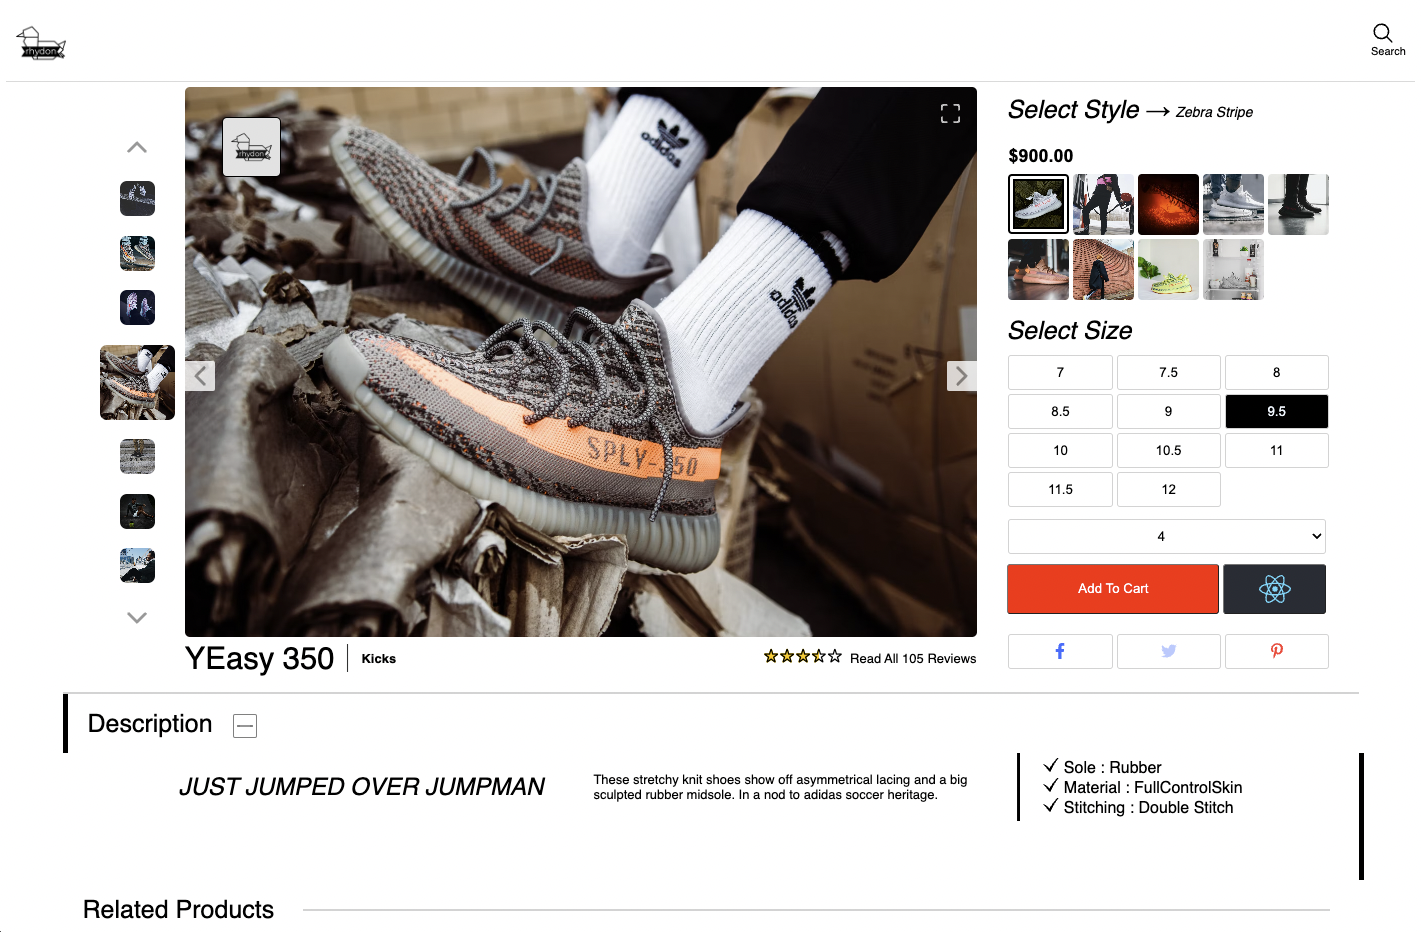 rhydon
Search
rhydon
adidas
adidas
SPLY-350
Select Style → Zebra Stripe
$900.00
Select Size
7 7.5 8
8.5 9 9.5
10 10.5 11
11.5 12
4
Add To Cart
YEasy 350 Kicks
Read All 105 Reviews
Description
JUST JUMPED OVER JUMPMAN
These stretchy knit shoes show off asymmetrical lacing and a big
sculpted rubber midsole. In a nod to adidas soccer heritage.
Sole : Rubber
Material : FullControlSkin
Stitching : Double Stitch
Related Products